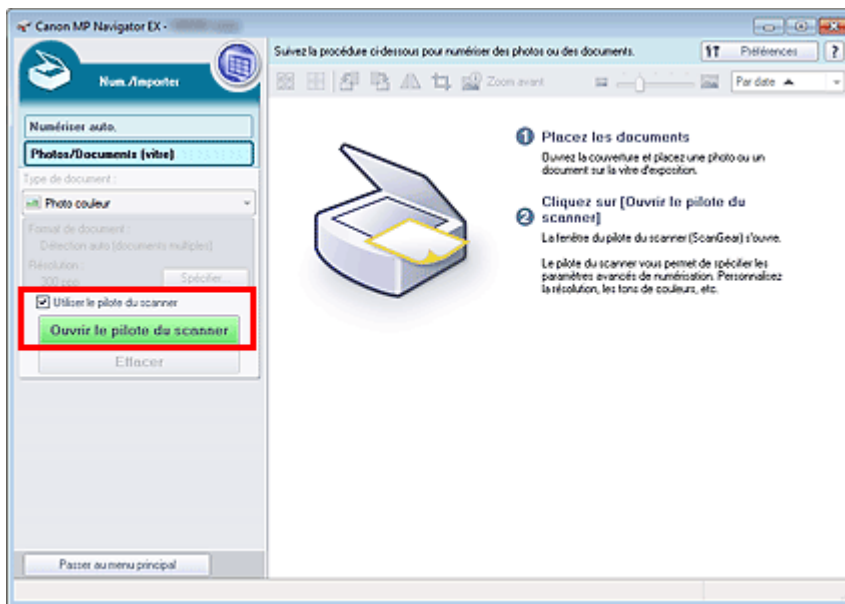 Canon MP Navigator EX -
Num./Importer
Numériser auto.
Photos/Documents (vitre)
Type de document :
Photo couleur
Format de document :
Détection auto (documents multiples)
Résolution :
300 ppp
Spécifier...
Utiliser le pilote du scanner
Ouvrir le pilote du scanner
Effacer
Passer au menu principal
Suivez la procédure ci-dessous pour numériser des photos ou des documents.
Préférences
?
Zoom avant
Par date
1 Placez les documents
Ouvrez la couverture et placez une photo ou un
document sur la vitre d'exposition.
2 Cliquez sur [Ouvrir le pilote du
scanner]
La fenêtre du pilote du scanner (ScanGear) s'ouvre.
Le pilote du scanner vous permet de spécifier les
paramètres avancés de numérisation. Personnalisez
la résolution, les tons de couleurs, etc.